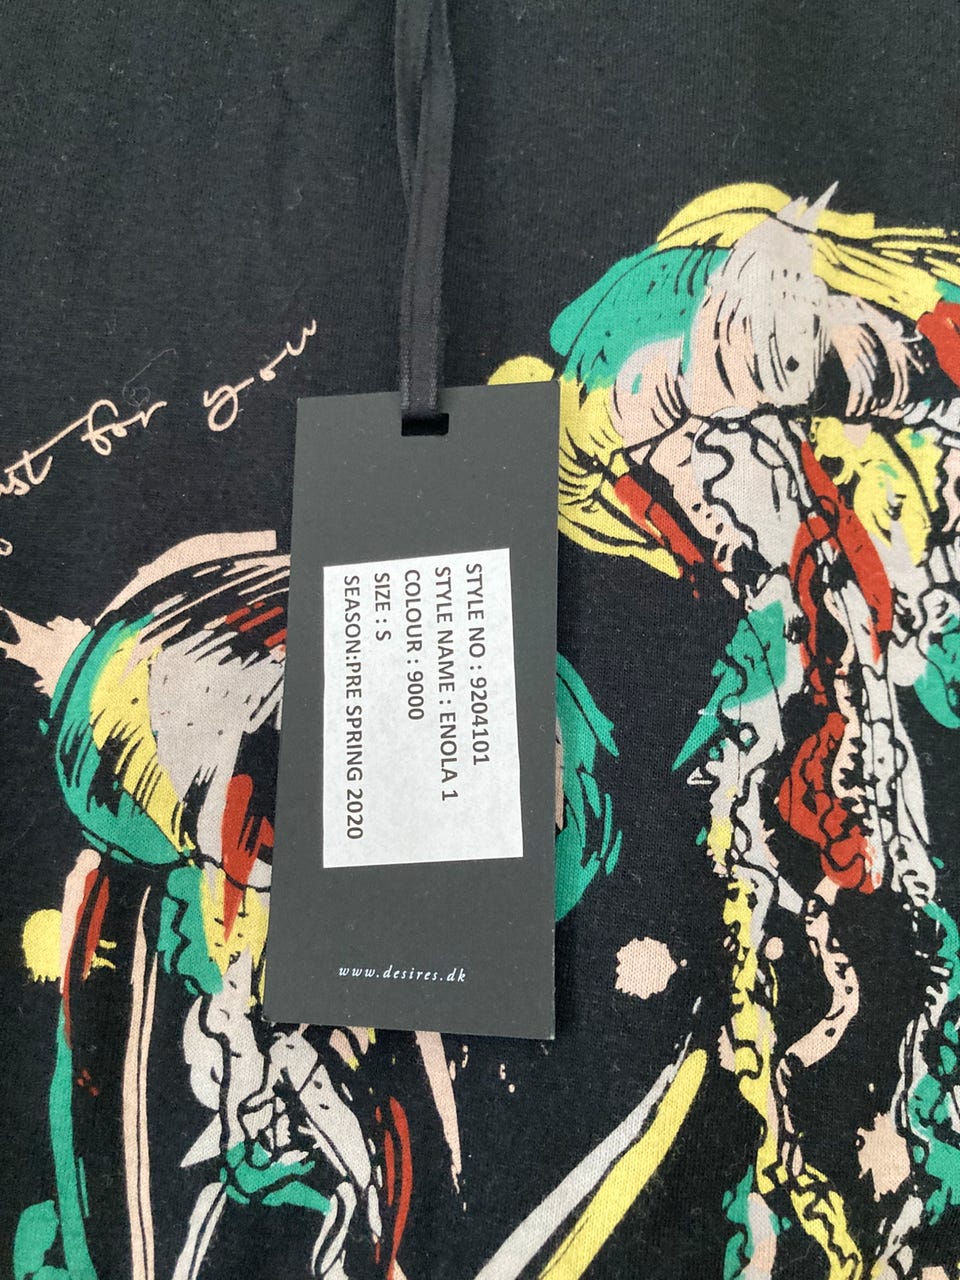 for you
STYLE NO : 9204101
STYLE NAME : ENOLA 1
COLOUR : 9000
SIZE : S
SEASON:PRE SPRING 2020
www.desires.dk